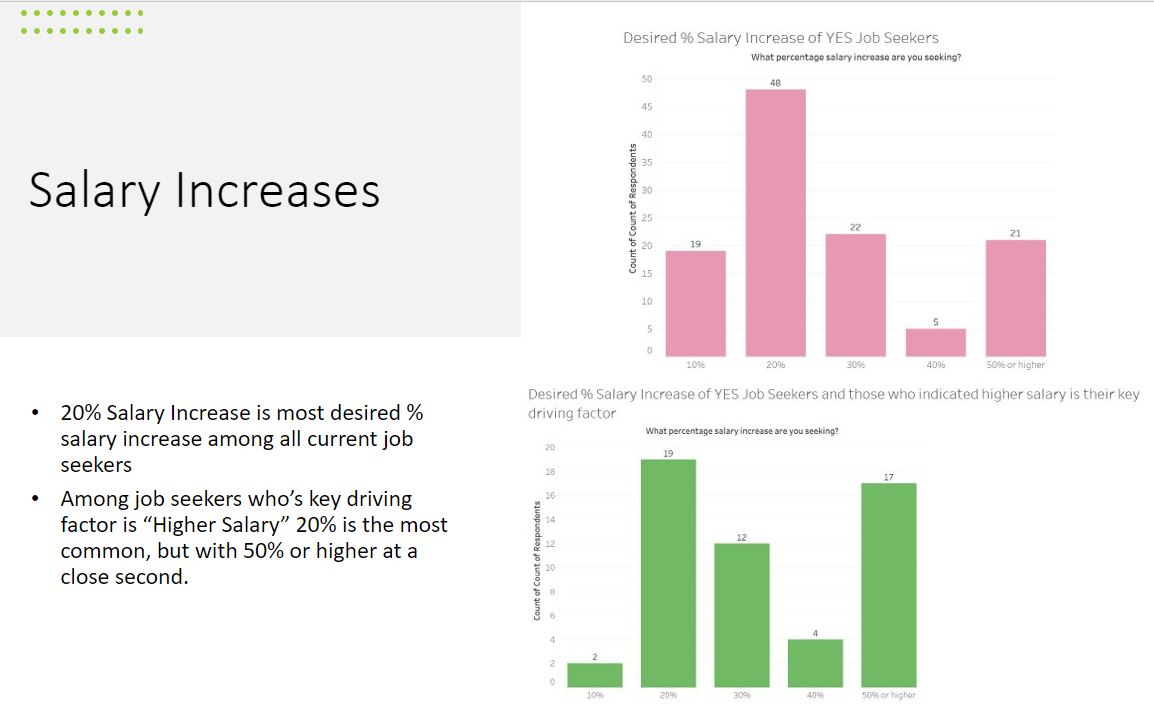 Salary Increases
• 20% Salary Increase is most desired %
salary increase among all current job
seekers
• Among job seekers who's key driving
factor is “Higher Salary” 20% is the most
common, but with 50% or higher at a
close second.
Desired % Salary Increase of YES Job Seekers
What percentage salary increase are you seeking?
Count of Count of Respondents
50
45
40
35
30
25
20
15
10
5
0
19
48
22
5
21
10%
20%
30%
40%
50% or higher
Desired % Salary Increase of YES Job Seekers and those who indicated higher salary is their key
driving factor
What percentage salary increase are you seeking?
Count of Count of Respondents
20
18
16
14
12
10
8
6
4
2
0
2
19
12
4
17
10%
20%
30%
40%
50% or higher